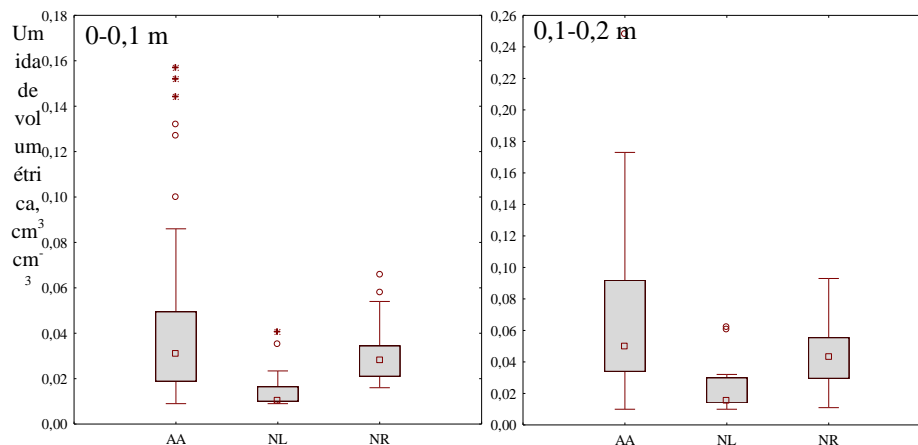 Um
ida
de
vol
um
étri
ca,
cm³
cm⁻
³
0-0,1 m
0,18
0,16
0,14
0,12
0,10
0,08
0,06
0,04
0,02
0,00
AA NL NR
0,1-0,2 m
0,26
0,24
0,22
0,20
0,18
0,16
0,14
0,12
0,10
0,08
0,06
0,04
0,02
0,00
AA NL NR